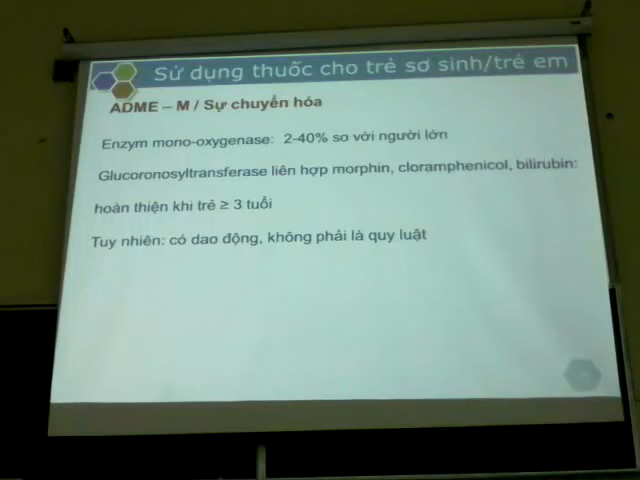 Sử dụng thuốc cho trẻ sơ sinh/trẻ em
ADME – M / Sự chuyển hóa
Enzym mono-oxygenase: 2-40% so với người lớn
Glucoronosyltransferase liên hợp morphin, cloramphenicol, bilirubin:
hoàn thiện khi trẻ ≥ 3 tuổi
Tuy nhiên: có dao động, không phải là quy luật